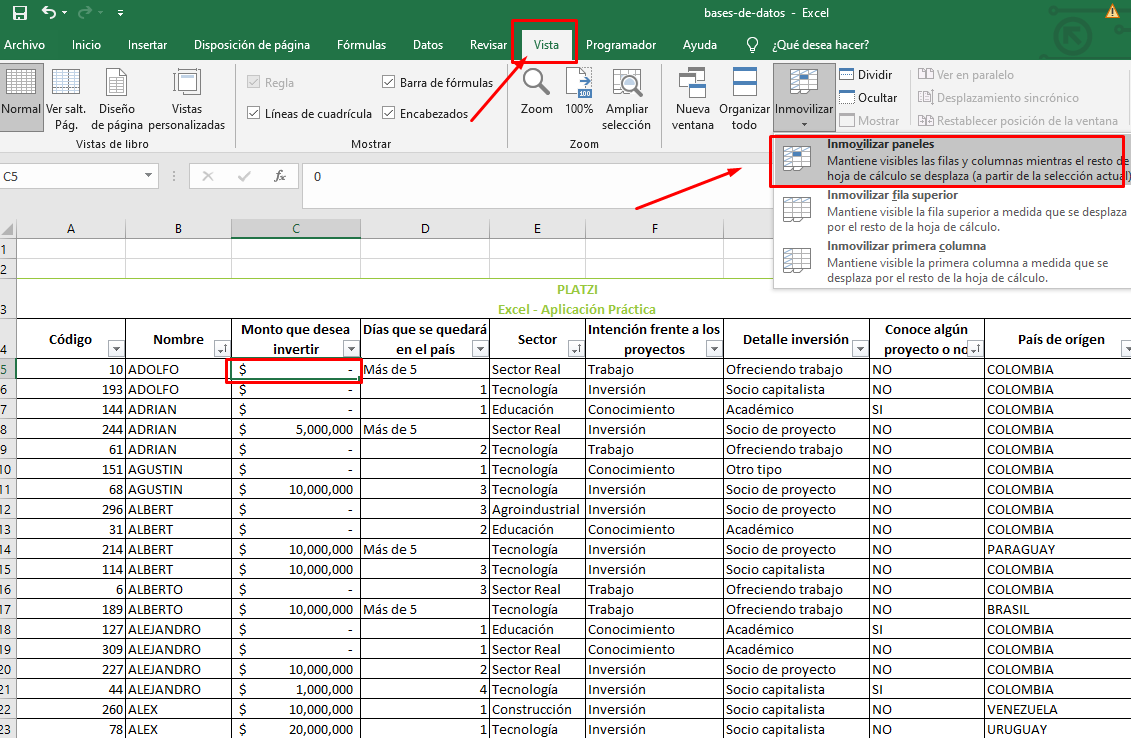 bases-de-datos - Excel
Archivo Inicio Insertar Disposición de página Fórmulas Datos Revisar Vista Programador Ayuda ¿Qué desea hacer?
Normal Ver salt. Pág. Diseño de página Vistas personalizadas
Libros de vista
Regla Barra de fórmulas
Líneas de cuadrícula Encabezados
Mostrar
Zoom 100% Ampliar selección
Zoom
Nueva ventana Organizar todo Inmovilizar
Dividir Ver en paralelo
Ocultar Desplazamiento sincrónico
Mostrar Restablecer posición de la ventana
Vistas de libro
Inmovilizar paneles
Mantiene visibles las filas y columnas mientras el resto de
hoja de cálculo se desplaza (a partir de la selección actual)
Inmovilizar fila superior
Mantiene visible la fila superior a medida que se desplaza
por el resto de la hoja de cálculo.
Inmovilizar primera columna
Mantiene visible la primera columna a medida que se
desplaza por el resto de la hoja de cálculo.
C5 fx 0
A B C D E F
1
2
PLATZI
3 Excel - Aplicación Práctica
4 Código Nombre Monto que desea invertir Días que se quedará en el país Sector Intención frente a los proyectos Detalle inversión Conoce algún proyecto o no País de origen
5 10 ADOLFO $ - Más de 5 Sector Real Trabajo Ofreciendo trabajo NO COLOMBIA
6 193 ADOLFO $ - 1 Tecnología Inversión Socio capitalista NO COLOMBIA
7 144 ADRIAN $ - 1 Educación Conocimiento Académico SI COLOMBIA
8 244 ADRIAN $ 5,000,000 Más de 5 Sector Real Inversión Socio de proyecto NO COLOMBIA
9 61 ADRIAN $ - 2 Tecnología Trabajo Ofreciendo trabajo NO COLOMBIA
10 151 AGUSTIN $ - 1 Tecnología Conocimiento Otro tipo NO COLOMBIA
11 68 AGUSTIN $ 10,000,000 3 Tecnología Inversión Socio de proyecto NO COLOMBIA
12 296 ALBERT $ - 3 Agroindustrial Inversión Socio de proyecto NO COLOMBIA
13 31 ALBERT $ - 2 Educación Conocimiento Académico NO COLOMBIA
14 214 ALBERT $ 10,000,000 Más de 5 Tecnología Inversión Socio de proyecto NO PARAGUAY
15 114 ALBERT $ 10,000,000 3 Tecnología Inversión Socio capitalista NO COLOMBIA
16 6 ALBERTO $ - 3 Sector Real Trabajo Ofreciendo trabajo NO COLOMBIA
17 189 ALBERTO $ 10,000,000 Más de 5 Tecnología Trabajo Ofreciendo trabajo NO BRASIL
18 127 ALEJANDRO $ - 1 Educación Conocimiento Académico SI COLOMBIA
19 309 ALEJANDRO $ - 1 Sector Real Conocimiento Académico NO COLOMBIA
20 227 ALEJANDRO $ 10,000,000 2 Sector Real Inversión Socio de proyecto NO COLOMBIA
21 44 ALEJANDRO $ 1,000,000 4 Tecnología Inversión Socio capitalista SI COLOMBIA
22 260 ALEX $ 10,000,000 1 Construcción Inversión Socio capitalista NO VENEZUELA
23 78 ALEX $ 20,000,000 1 Tecnología Inversión Socio capitalista NO URUGUAY